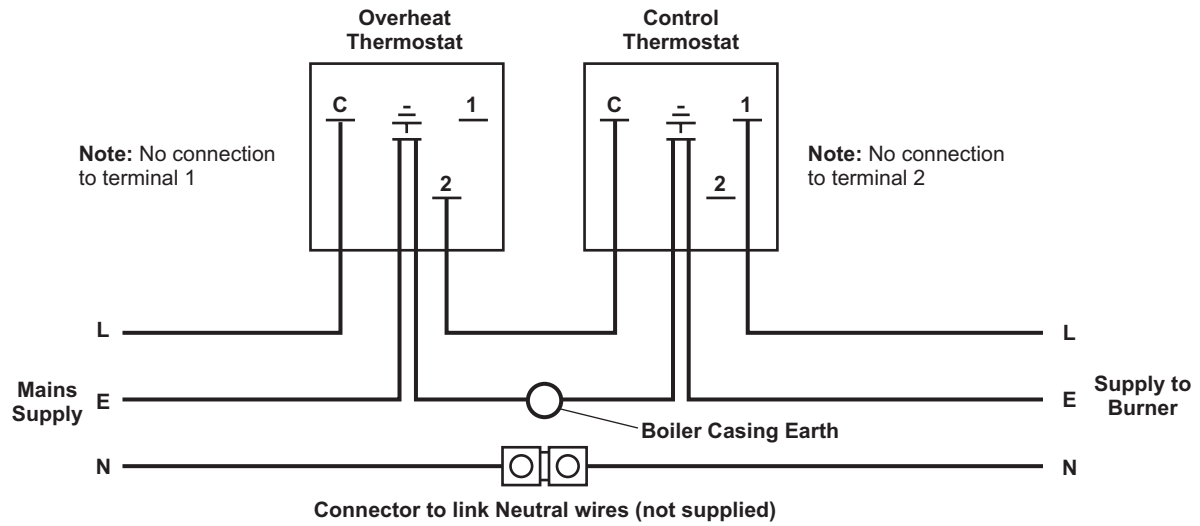 Overheat
Thermostat
Control
Thermostat
C
-
1
C
-
1
Note: No connection
to terminal 1
2
2
Note: No connection
to terminal 2
L
L
Mains
Supply
E
E
Supply to
Burner
Boiler Casing Earth
N
N
Connector to link Neutral wires (not supplied)